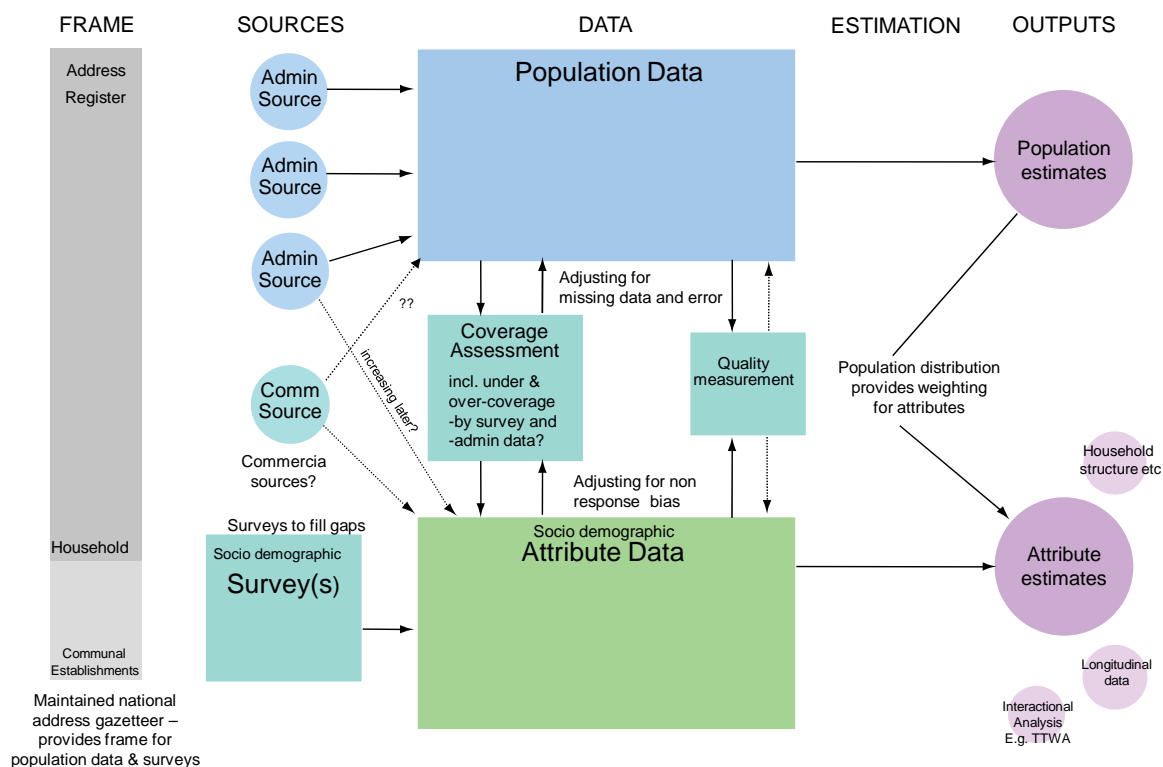 FRAME
SOURCES
DATA
ESTIMATION
OUTPUTS
Address
Register
Household
Communal
Establishments
Maintained national
address gazetteer –
provides frame for
population data & surveys
Admin
Source
Admin
Source
Admin
Source
Comm
Source
Commercia
sources?
??
increasing later?
Surveys to fill gaps
Socio demographic
Survey(s)
Population Data
Adjusting for
missing data and error
Coverage
Assessment
incl. under &
over-coverage
-by survey and
-admin data?
Quality
measurement
Adjusting for non
response bias
Socio demographic
Attribute Data
Population distribution
provides weighting
for attributes
Population
estimates
Household
structure etc
Attribute
estimates
Longitudinal
data
Interactional
Analysis
E.g. TTWA